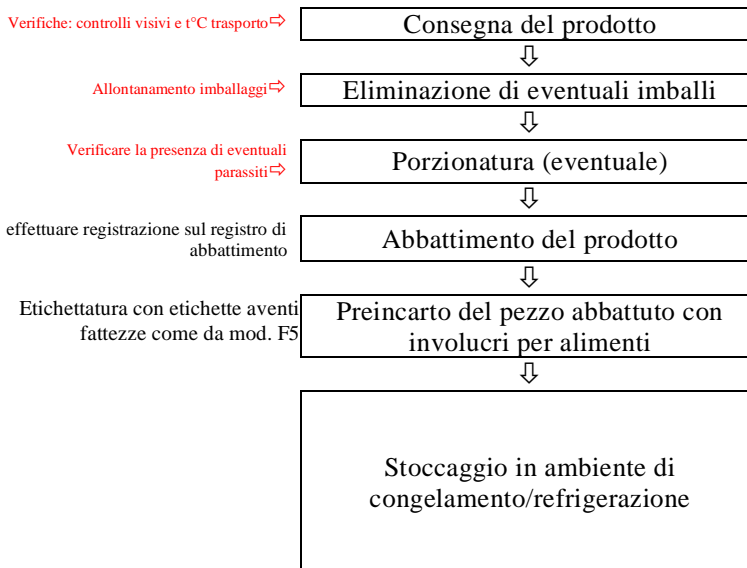 Verifiche: controlli visivi e t°C trasporto⇨
Consegna del prodotto
⇩
Allontanamento imballaggi⇨
Eliminazione di eventuali imballi
⇩
Verificare la presenza di eventuali
parassiti⇨
Porzionatura (eventuale)
⇩
effettuare registrazione sul registro di
abbattimento
Abbattimento del prodotto
⇩
Etichettatura con etichette aventi
fattezze come da mod. F5
Preincarto del pezzo abbattuto con
involucri per alimenti
⇩
Stoccaggio in ambiente di
congelamento/refrigerazione